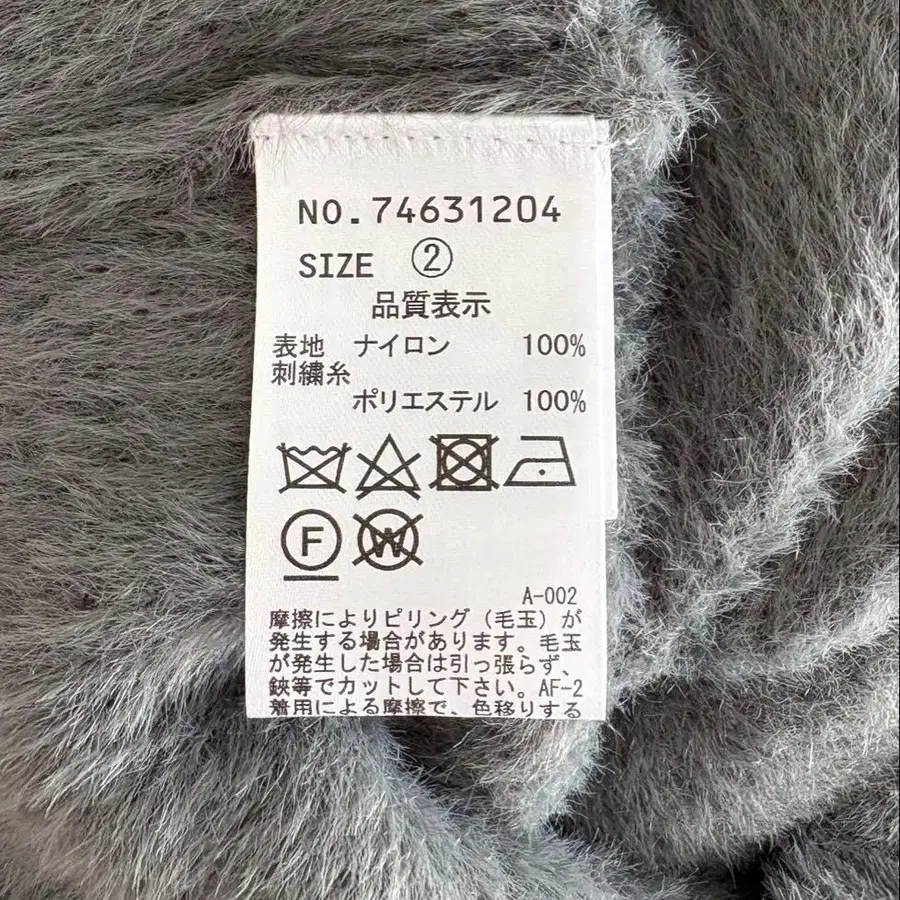 NO.74631204
SIZE ②
品質表示
表地 ナイロン 100%
刺繍糸
ポリエステル 100%
F W
A-002
摩擦によりピリング(毛玉)が
発生する場合があります。毛玉
が発生した場合は引っ張らず、
鋏等でカットして下さい。AF-2
着用による摩擦で、色移りする